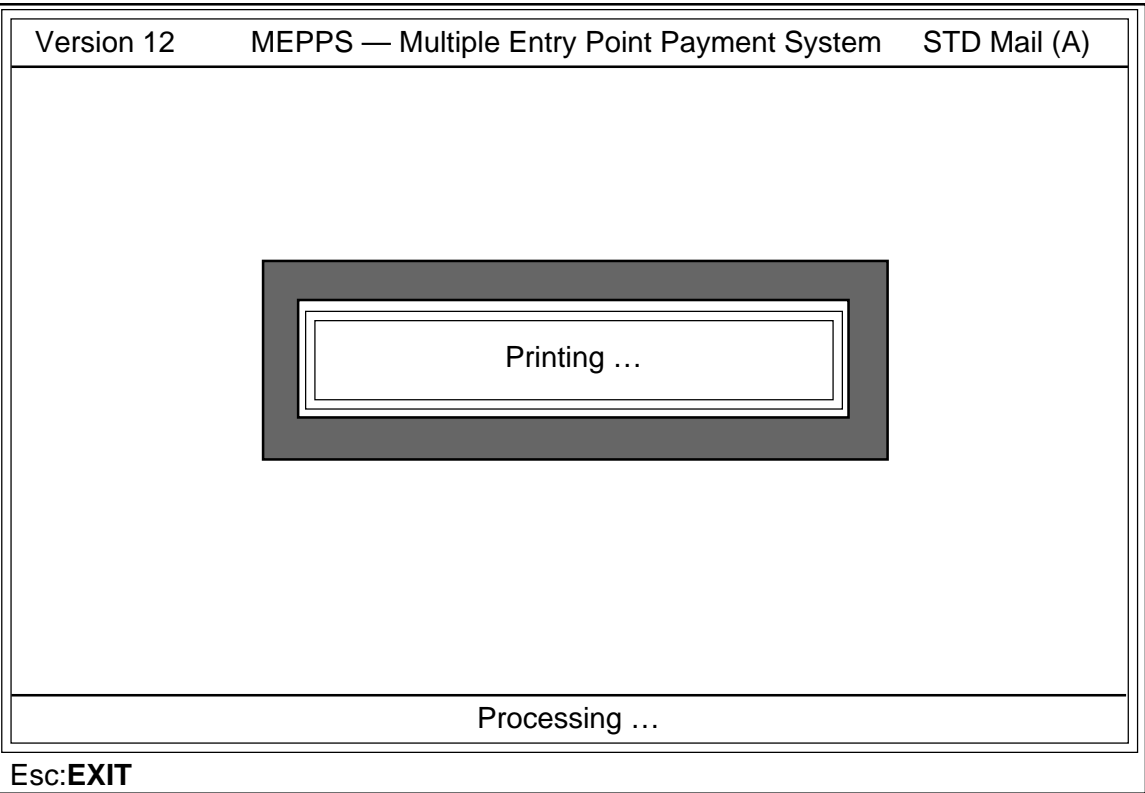 Version 12 MEPPS — Multiple Entry Point Payment System STD Mail (A)
Printing …
Processing …
Esc:EXIT